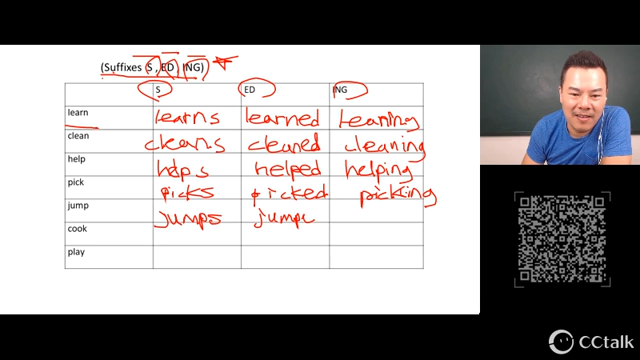 (Suffixes S , ED , ING)
S ED ING
learn learns learned Leaning
clean cleans cleaned cleaning
help helps helped helping
pick picks picked picking
jump jumps jump
cook
play
CCtalk